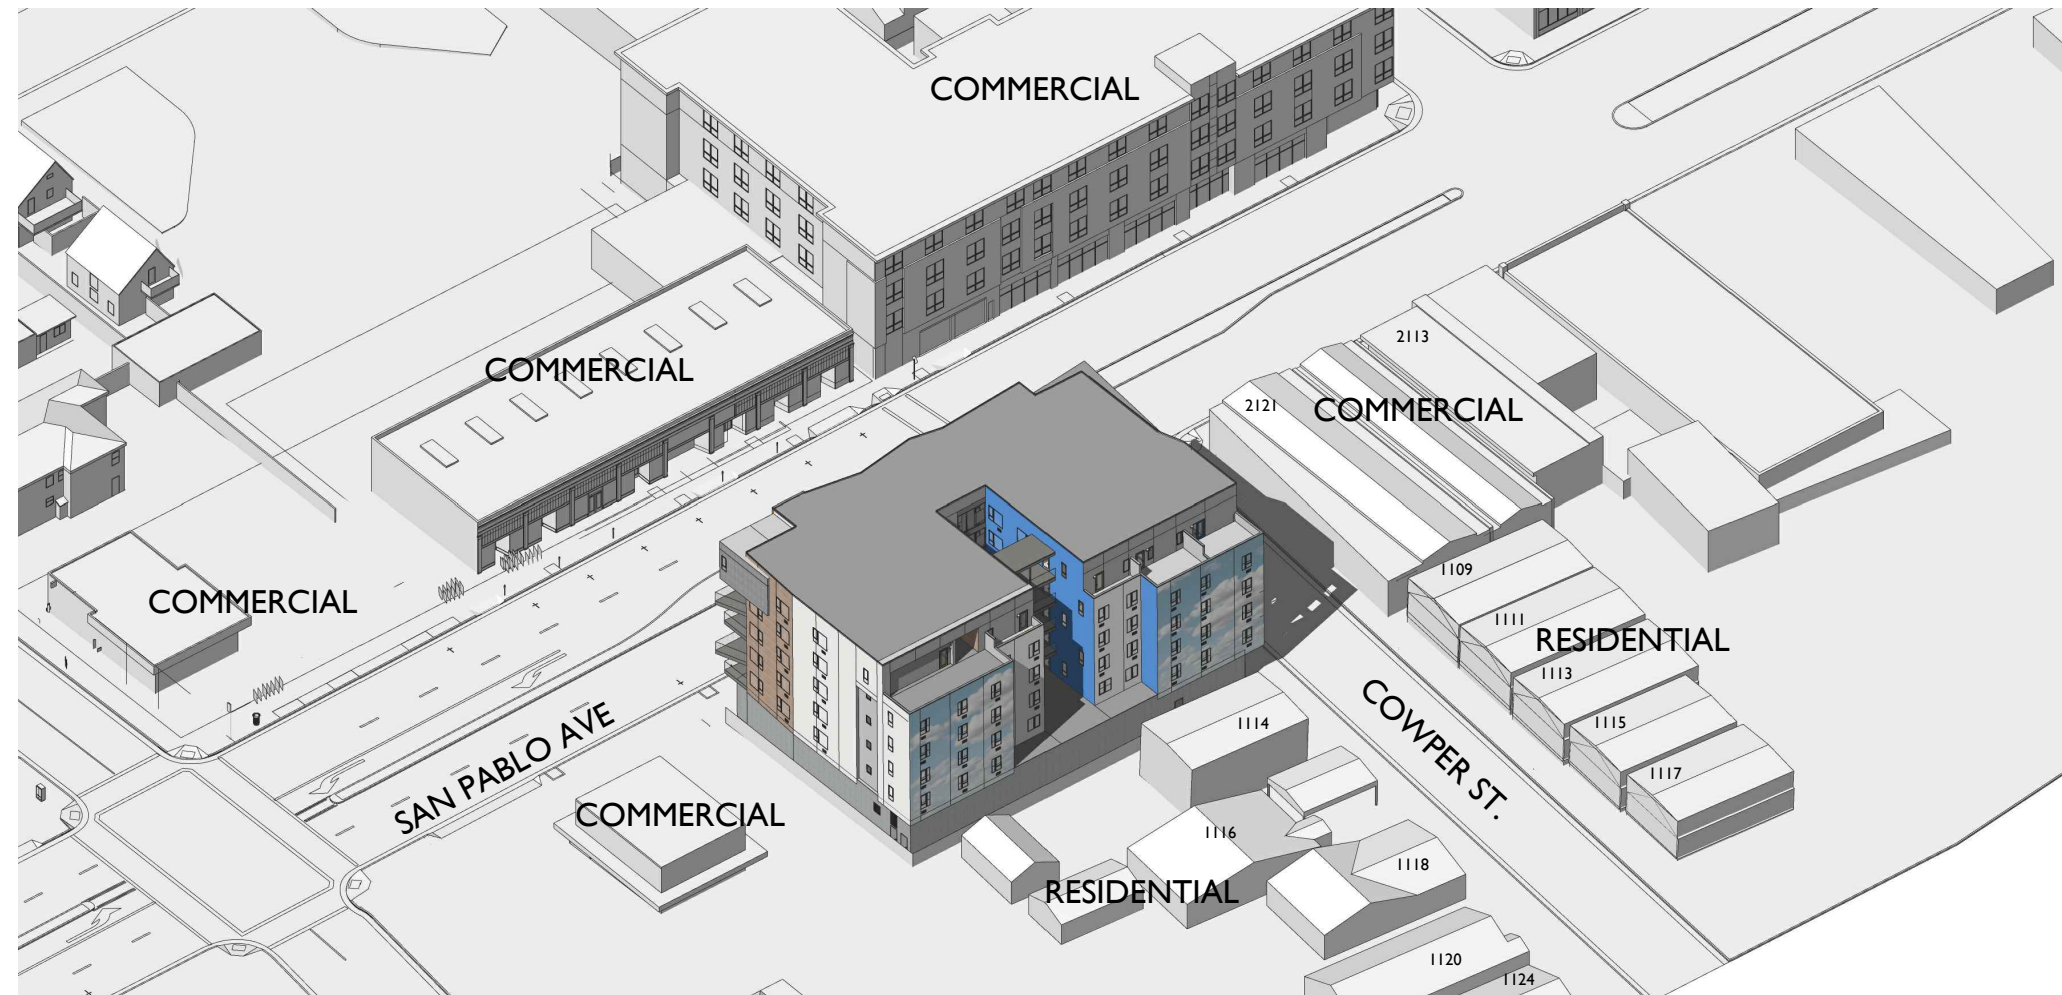 COMMERCIAL
2113
COMMERCIAL
2121
COMMERCIAL
1109
COMMERCIAL
1111
RESIDENTIAL
1113
SAN PABLO AVE
COWPER ST.
1114
1115
1117
COMMERCIAL
1116
1118
RESIDENTIAL
1120
1124